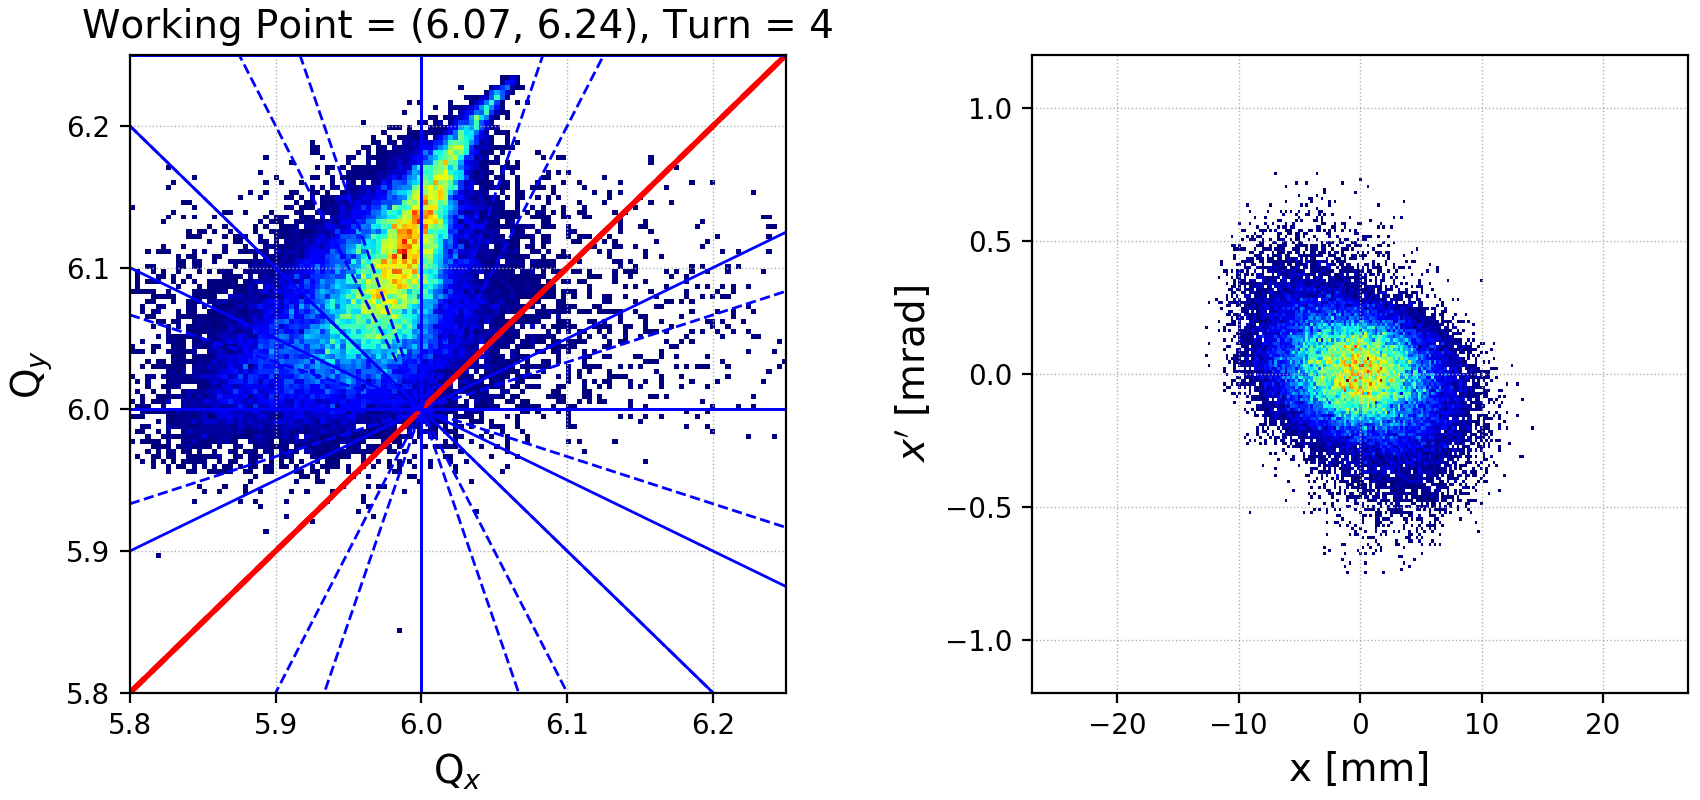 Working Point = (6.07, 6.24), Turn = 4
6.2
6.1
6.0
5.9
5.8
Qy
5.8 5.9 6.0 6.1 6.2
Qx
1.0
0.5
0.0
−0.5
−1.0
x′ [mrad]
−20 −10 0 10 20
x [mm]